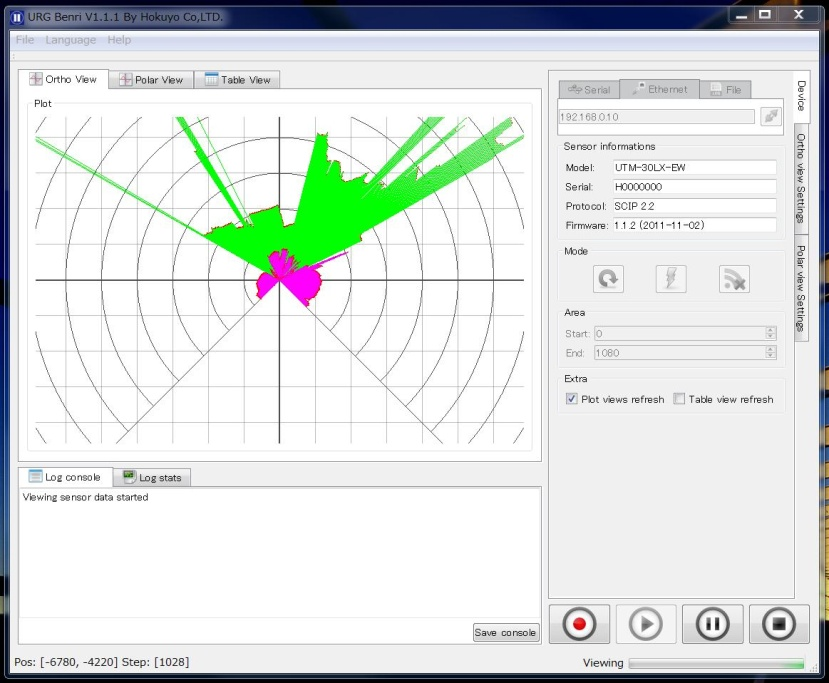 URG Benri V1.1.1 By Hokuyo Co,LTD.
File Language Help
Ortho View Polar View Table View
Plot
Serial Ethernet File
192.168.0.10
Sensor informations
Model: UTM-30LX-EW
Serial: H0000000
Protocol: SCIP 2.2
Firmware: 1.1.2 (2011-11-02)
Mode
Area
Start: 0
End: 1080
Extra
Plot views refresh Table view refresh
Device
Ortho view Settings
Polar view Settings
Log console Log stats
Viewing sensor data started
Save console
Pos: [-6780, -4220] Step: [1028]
Viewing